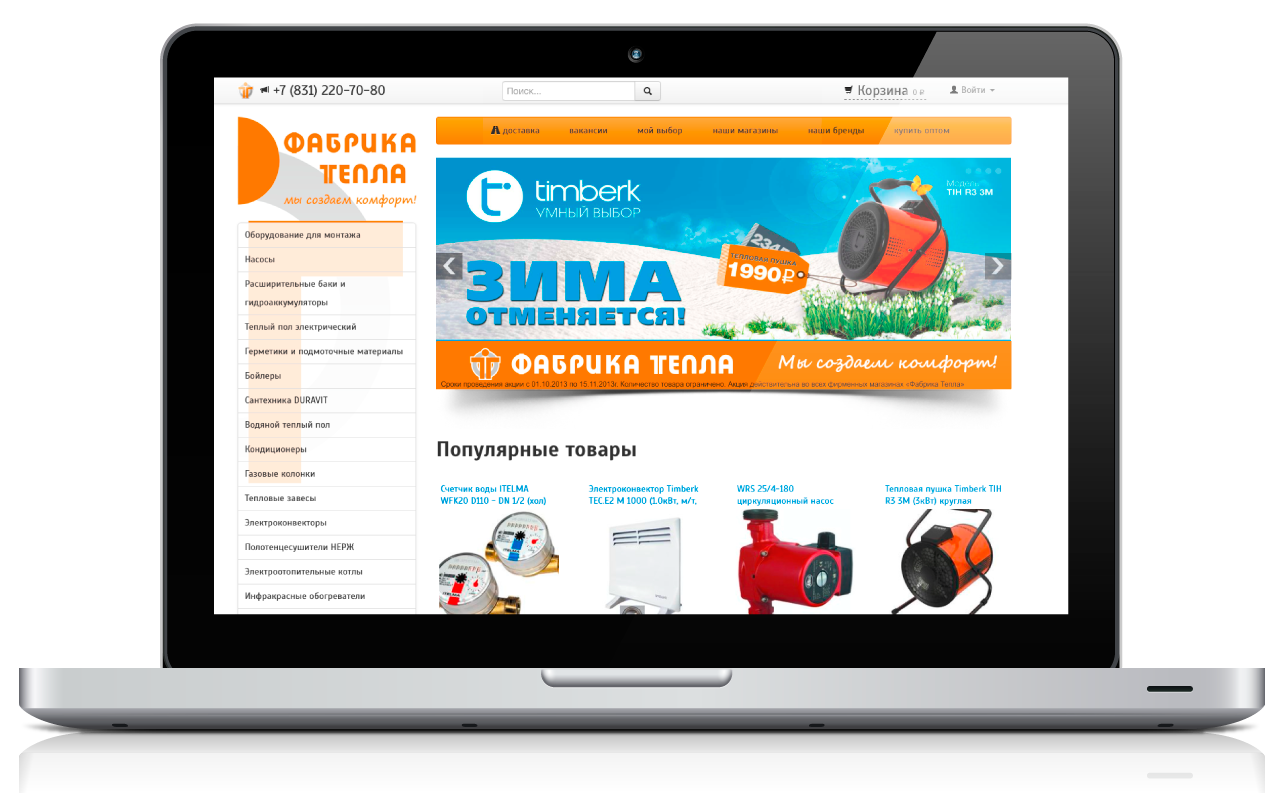 +7 (831) 220-70-80
Поиск...
Корзина 0 ₽
Войти
ФАБРИКА
ТЕПЛА
мы создаем комфорт!
доставка
вакансии
мой выбор
наши магазины
наши бренды
купить оптом
timberk
УМНЫЙ ВЫБОР
Модель:
TIH R3 3M
2345
ТЕПЛОВАЯ ПУШКА
1990₽
ЗИМА
ОТМЕНЯЕТСЯ!
ФАБРИКА ТЕПЛА
Мы создаем комфорт!
Сроки проведения акции с 01.10.2013 по 15.11.2013г. Количество товара ограничено. Акция действительна во всех фирменных магазинах «Фабрика Тепла»
Оборудование для монтажа
Насосы
Расширительные баки и
гидроаккумуляторы
Теплый пол электрический
Герметики и подмоточные материалы
Бойлеры
Сантехника DURAVIT
Водяной теплый пол
Кондиционеры
Газовые колонки
Тепловые завесы
Электроконвекторы
Полотенцесушители НЕРЖ
Электроотопительные котлы
Инфракрасные обогреватели
Популярные товары
Счетчик воды ITELMA
WFK20 D110 - DN 1/2 (хол)
Электроконвектор Timberk
TEC.E2 M 1000 (1.0кВт, м/т,
WRS 25/4-180
циркуляционный насос
Тепловая пушка Timberk TIH
R3 3M (3кВт) круглая
ITELMA